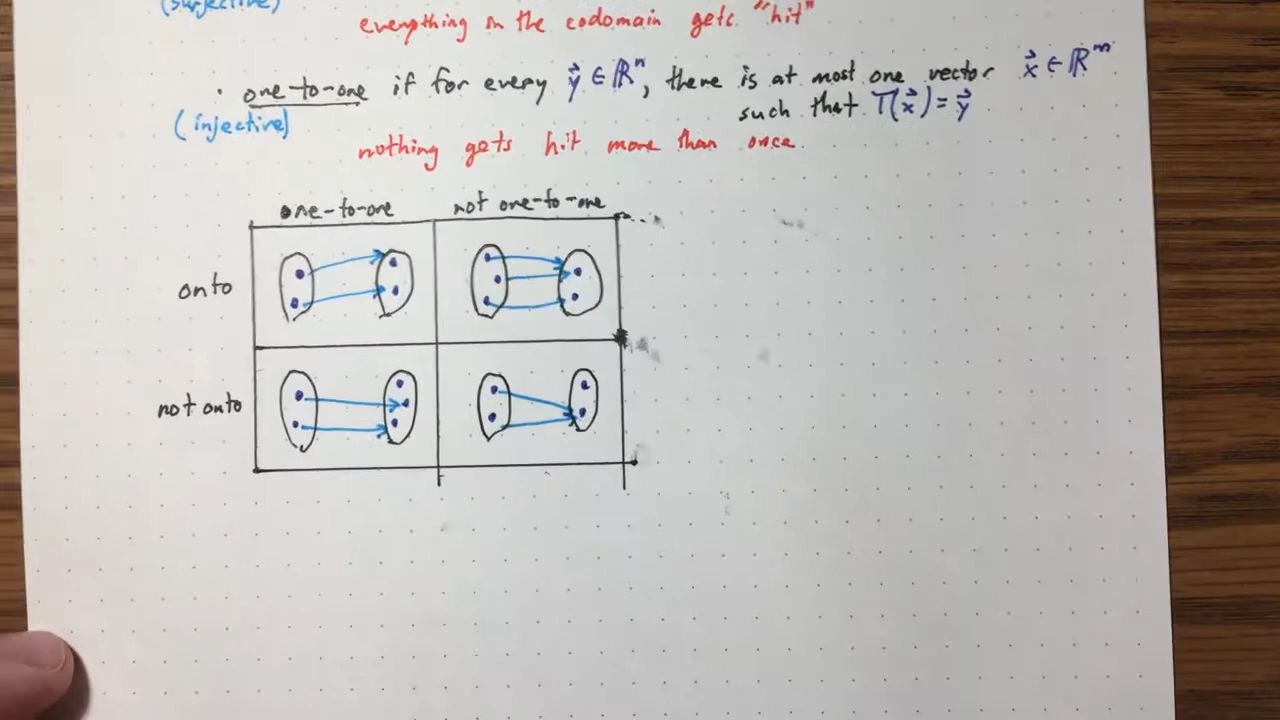 (surjective)
everything in the codomain gets "hit"
· one-to-one if for every y⃗ ∈ ℝⁿ, there is at most one vector x⃗ ∈ ℝᵐ
(injective)
such that T(x⃗) = y⃗
nothing gets hit more than once.
one-to-one not one-to-one
onto
not onto